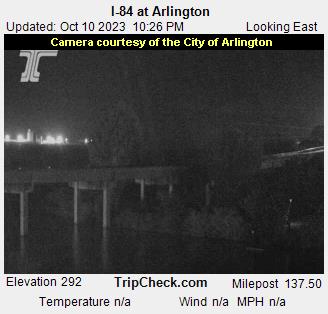 I-84 at Arlington
Updated: Oct 10 2023 10:26 PM Looking East
Camera courtesy of the City of Arlington
Elevation 292 TripCheck.com Milepost 137.50
Temperature n/a Wind n/a MPH n/a